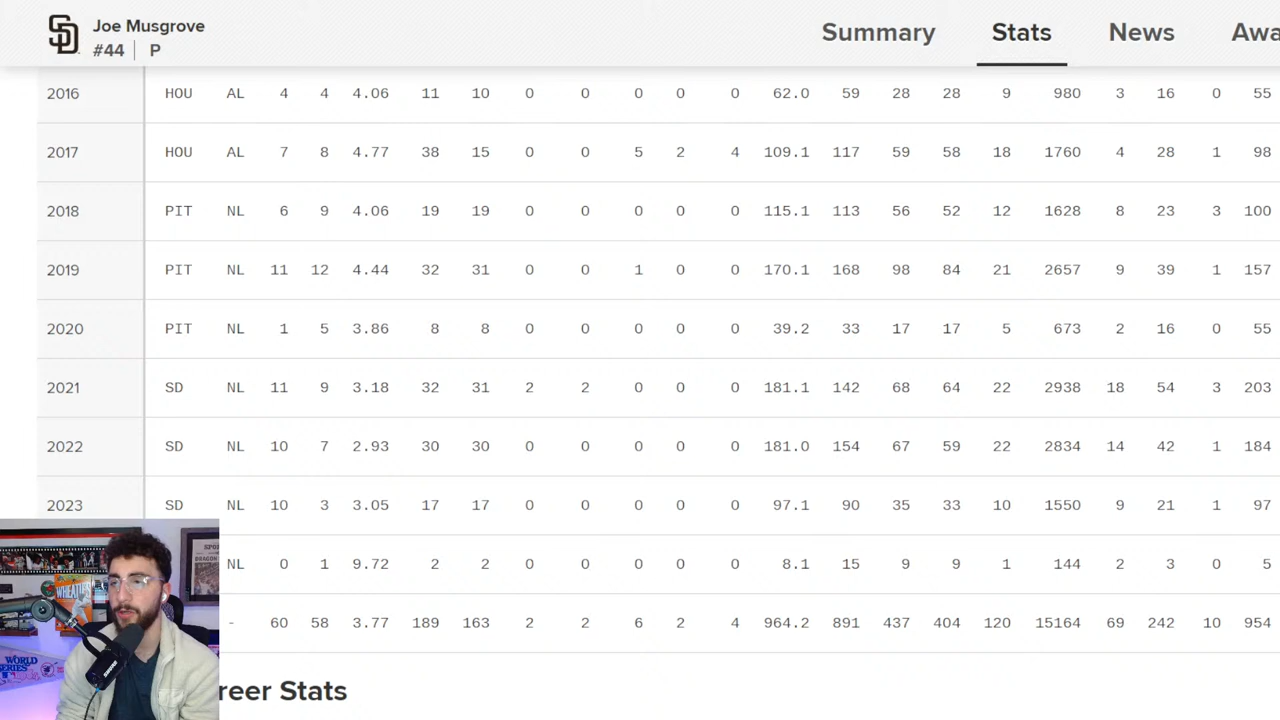 SD
Joe Musgrove
#44 | P
Summary Stats News Awa
2016 HOU AL 4 4 4.06 11 10 0 0 0 0 0 62.0 59 28 28 9 980 3 16 0 55
2017 HOU AL 7 8 4.77 38 15 0 0 5 2 4 109.1 117 59 58 18 1760 4 28 1 98
2018 PIT NL 6 9 4.06 19 19 0 0 0 0 0 115.1 113 56 52 12 1628 8 23 3 100
2019 PIT NL 11 12 4.44 32 31 0 0 1 0 0 170.1 168 98 84 21 2657 9 39 1 157
2020 PIT NL 1 5 3.86 8 8 0 0 0 0 0 39.2 33 17 17 5 673 2 16 0 55
2021 SD NL 11 9 3.18 32 31 2 2 0 0 0 181.1 142 68 64 22 2938 18 54 3 203
2022 SD NL 10 7 2.93 30 30 0 0 0 0 0 181.0 154 67 59 22 2834 14 42 1 184
2023 SD NL 10 3 3.05 17 17 0 0 0 0 0 97.1 90 35 33 10 1550 9 21 1 97
NL 0 1 9.72 2 2 0 0 0 0 0 8.1 15 9 9 1 144 2 3 0 5
- 60 58 3.77 189 163 2 2 6 2 4 964.2 891 437 404 120 15164 69 242 10 954
reer Stats
WHEATIES
DRAGON
WORLD
SERIES